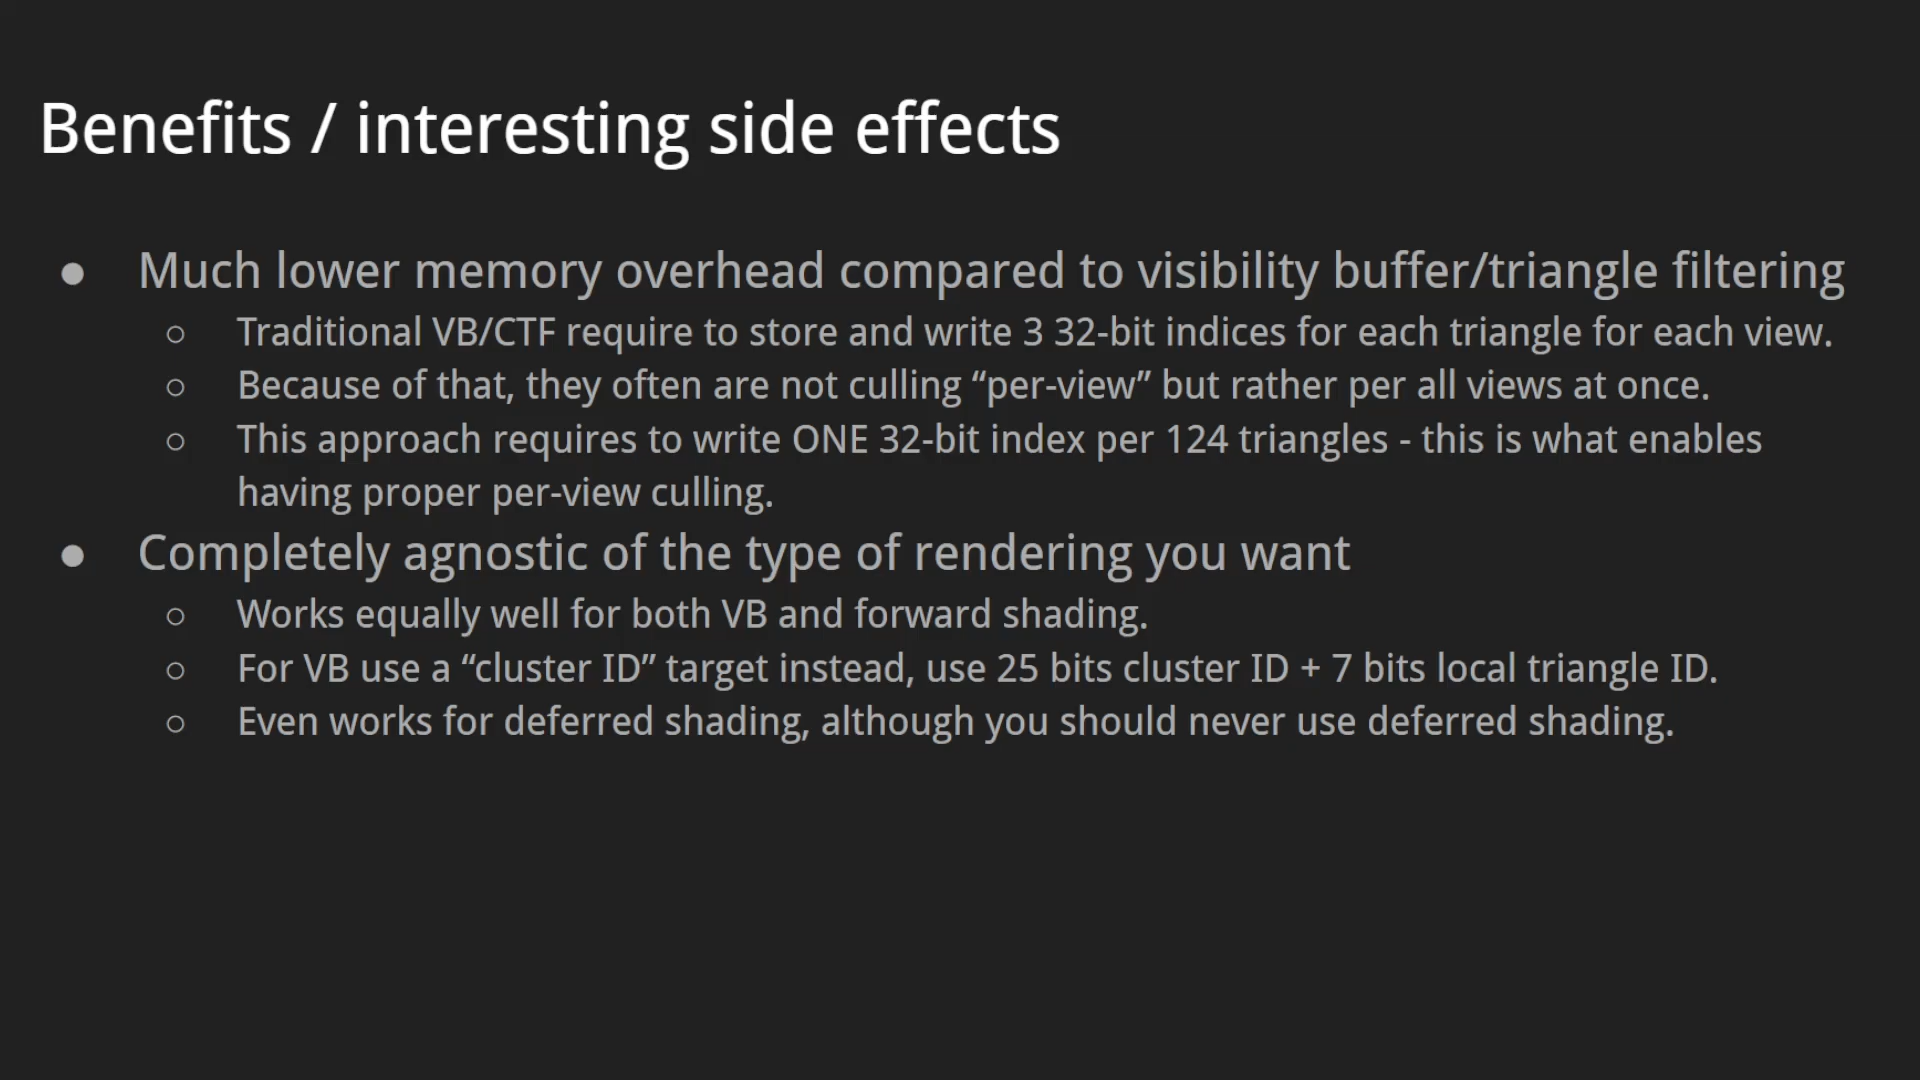 Benefits / interesting side effects
● Much lower memory overhead compared to visibility buffer/triangle filtering
○ Traditional VB/CTF require to store and write 3 32-bit indices for each triangle for each view.
○ Because of that, they often are not culling “per-view” but rather per all views at once.
○ This approach requires to write ONE 32-bit index per 124 triangles - this is what enables
having proper per-view culling.
● Completely agnostic of the type of rendering you want
○ Works equally well for both VB and forward shading.
○ For VB use a “cluster ID” target instead, use 25 bits cluster ID + 7 bits local triangle ID.
○ Even works for deferred shading, although you should never use deferred shading.